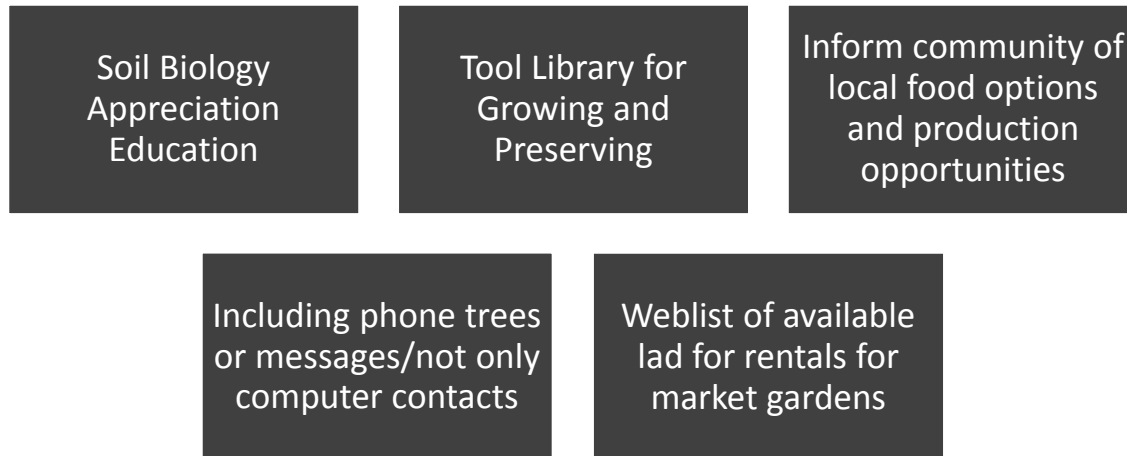 Soil Biology
Appreciation
Education
Tool Library for
Growing and
Preserving
Inform community of
local food options
and production
opportunities
Including phone trees
or messages/not only
computer contacts
Weblist of available
lad for rentals for
market gardens